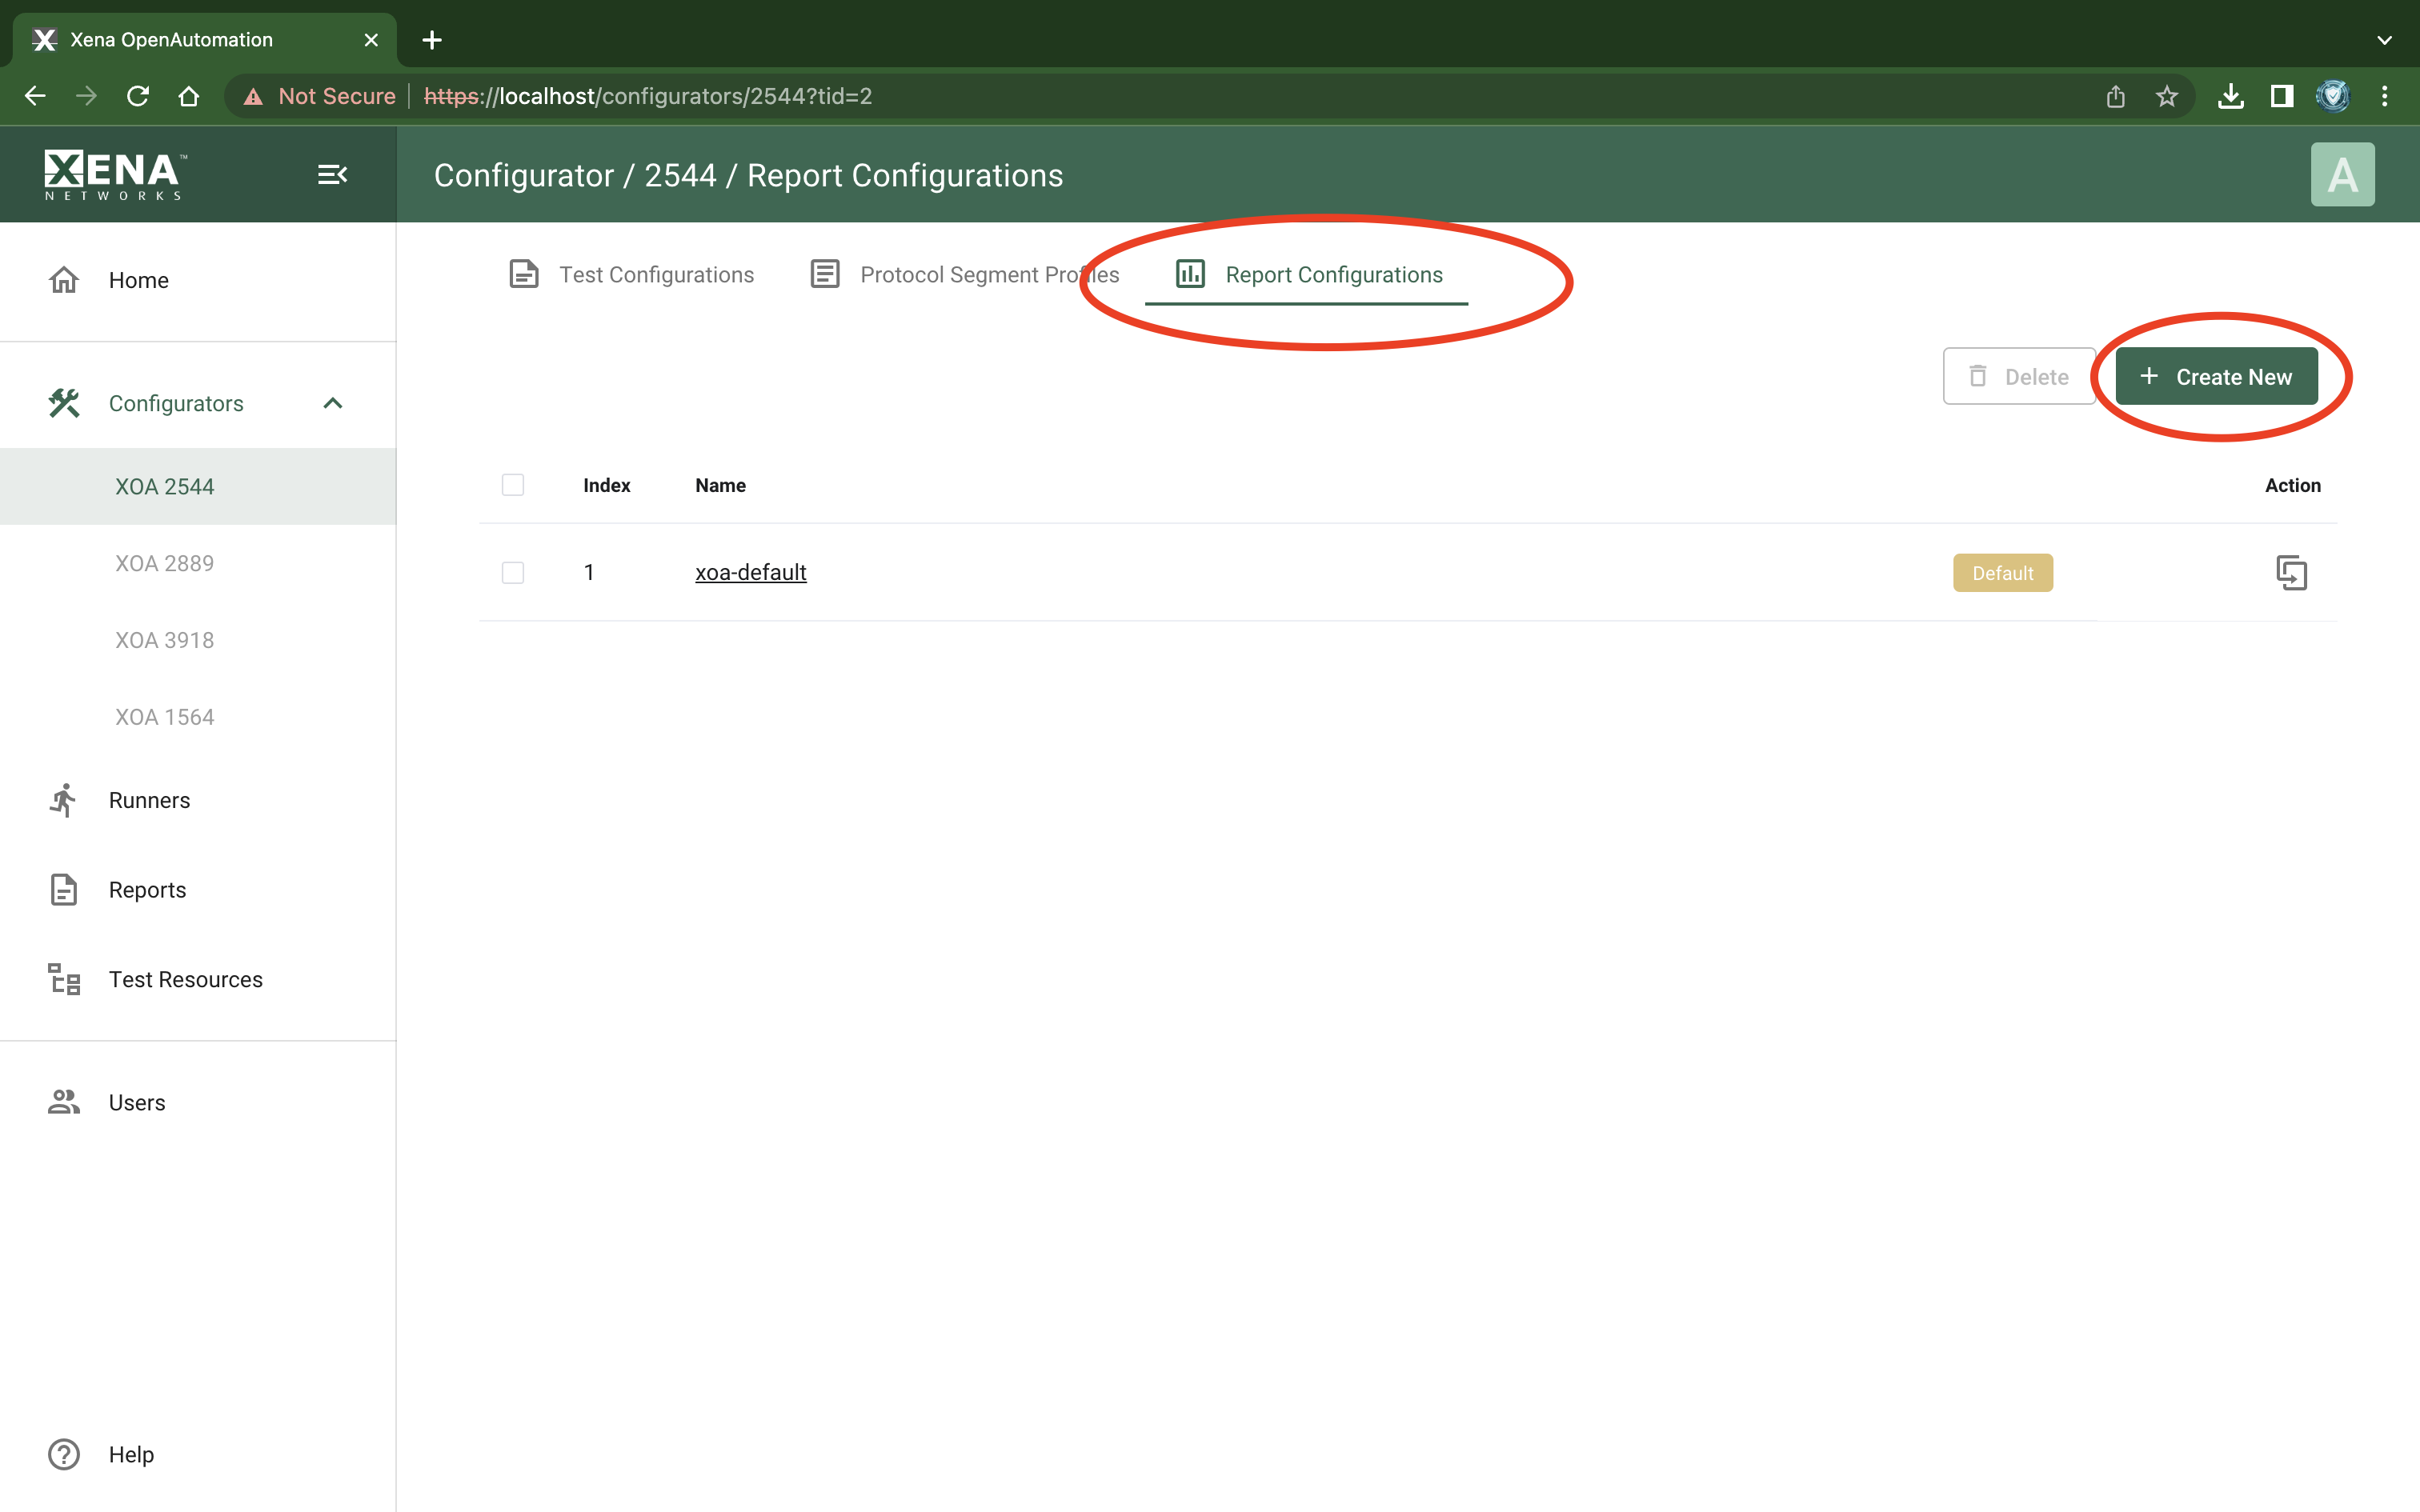 Xena OpenAutomation
Not Secure https://localhost/configurators/2544?tid=2
XENA™
NETWORKS
Configurator / 2544 / Report Configurations
A
Home
Test Configurations
Protocol Segment Profiles
Report Configurations
Delete
+ Create New
Configurators
XOA 2544
XOA 2889
XOA 3918
XOA 1564
Runners
Reports
Test Resources
Users
Help
Index Name Action
1 xoa-default Default